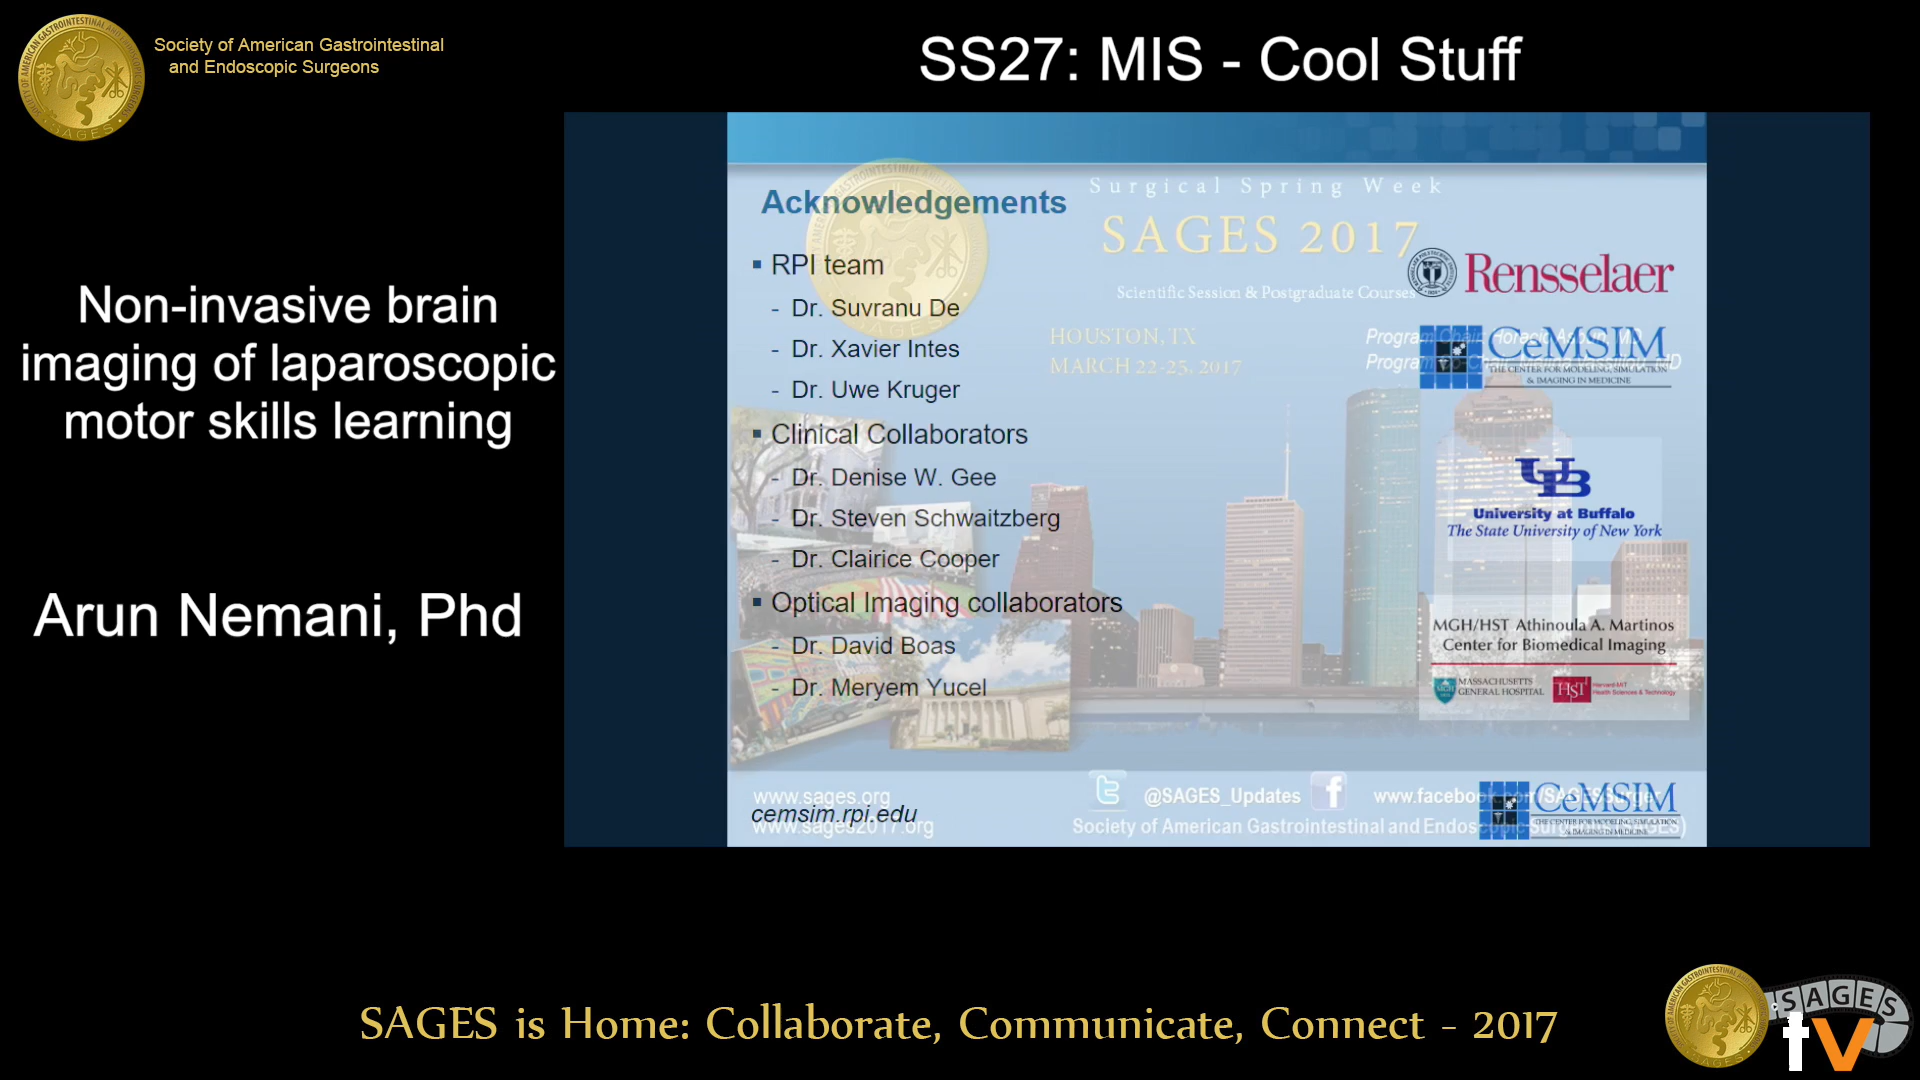 Society of American Gastrointestinal
and Endoscopic Surgeons
SS27: MIS - Cool Stuff
Non-invasive brain
imaging of laparoscopic
motor skills learning
Arun Nemani, Phd
Surgical Spring Week
SAGES 2017
Scientific Session & Postgraduate Courses
HOUSTON, TX
MARCH 22-25, 2017
Acknowledgements
▪ RPI team
- Dr. Suvranu De
- Dr. Xavier Intes
- Dr. Uwe Kruger
▪ Clinical Collaborators
- Dr. Denise W. Gee
- Dr. Steven Schwaitzberg
- Dr. Clairice Cooper
▪ Optical Imaging collaborators
- Dr. David Boas
- Dr. Meryem Yucel
Rensselaer
CeMSIM
THE CENTER FOR MODELING, SIMULATION
& IMAGING IN MEDICINE
UB
University at Buffalo
The State University of New York
MGH/HST Athinoula A. Martinos
Center for Biomedical Imaging
MGH
MASSACHUSETTS
GENERAL HOSPITAL
HST
Harvard-MIT
Health Sciences & Technology
www.sages.org
cemsim.rpi.edu
www.sages2017.org
@SAGES_Updates
Society of American Gastrointestinal and
CeMSIM
THE CENTER FOR MODELING, SIMULATION
& IMAGING IN MEDICINE
SAGES is Home: Collaborate, Communicate, Connect - 2017
SAGES
tv